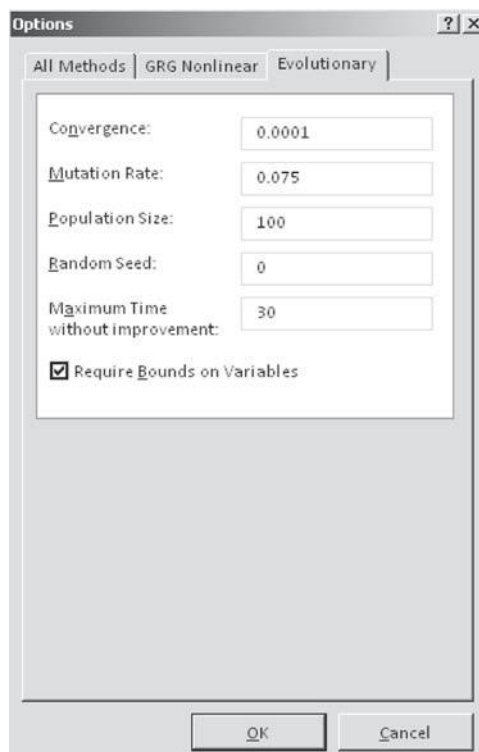 Options
? X
All Methods GRG Nonlinear Evolutionary
Convergence: 0.0001
Mutation Rate: 0.075
Population Size: 100
Random Seed: 0
Maximum Time
without improvement: 30
Require Bounds on Variables
OK Cancel